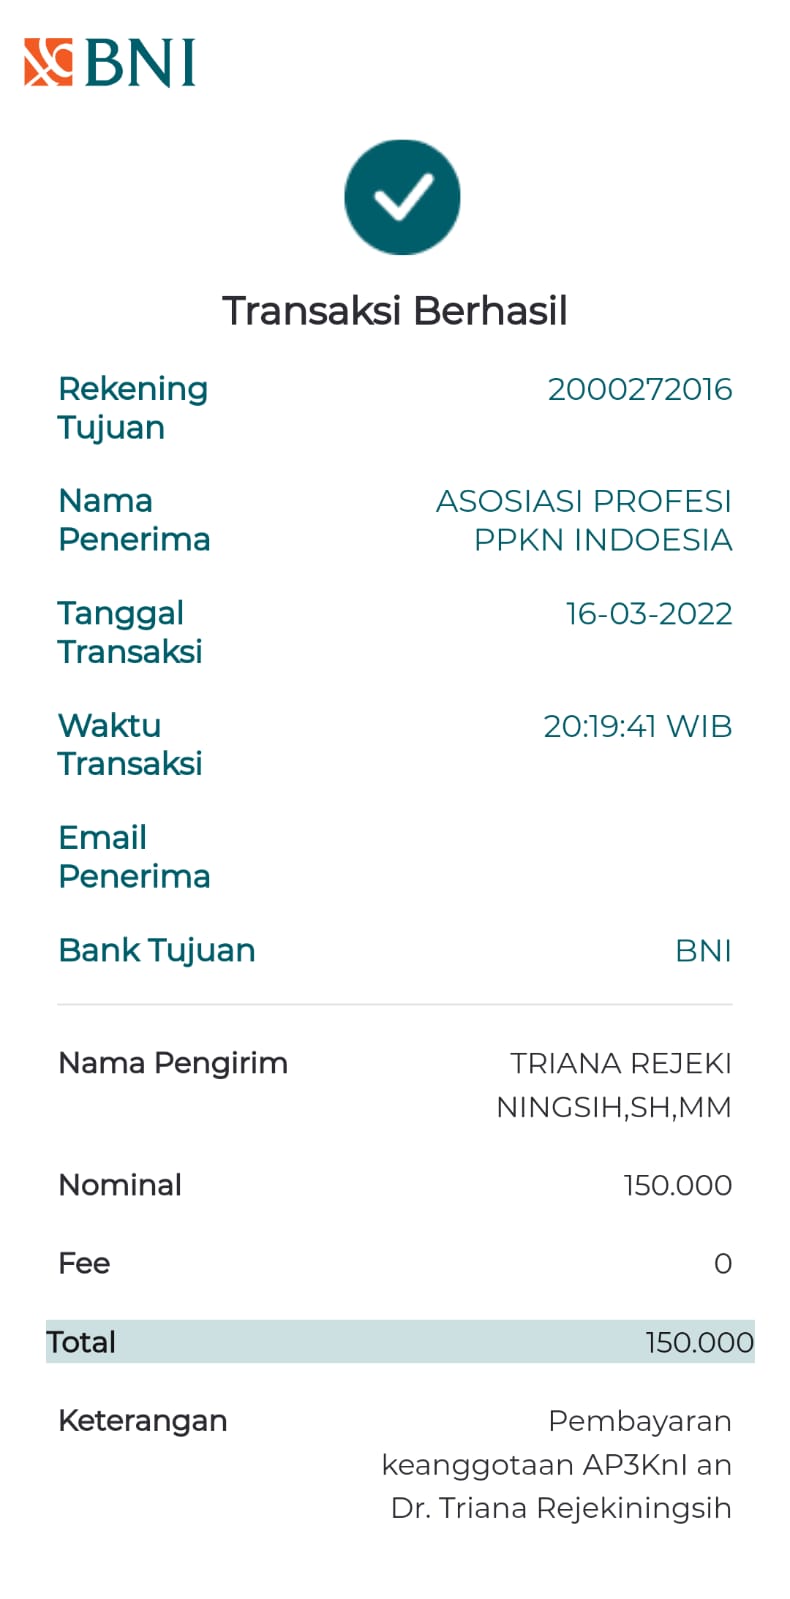 BNI
Transaksi Berhasil
Rekening 2000272016
Tujuan
Nama ASOSIASI PROFESI
Penerima PPKN INDOESIA
Tanggal 16-03-2022
Transaksi
Waktu 20:19:41 WIB
Transaksi
Email
Penerima
Bank Tujuan BNI
Nama Pengirim TRIANA REJEKI
NINGSIH,SH,MM
Nominal 150.000
Fee 0
Total 150.000
Keterangan Pembayaran
keanggotaan AP3KnI an
Dr. Triana Rejekiningsih